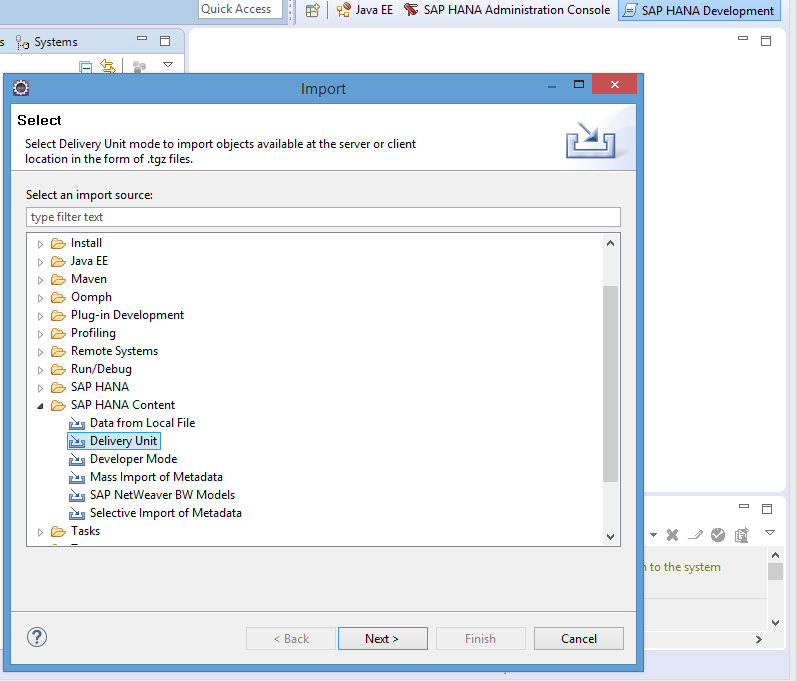 Quick Access
Java EE
SAP HANA Administration Console
SAP HANA Development
s
Systems
Import
Select
Select Delivery Unit mode to import objects available at the server or client
location in the form of .tgz files.
Select an import source:
type filter text
Install
Java EE
Maven
Oomph
Plug-in Development
Profiling
Remote Systems
Run/Debug
SAP HANA
SAP HANA Content
Data from Local File
Delivery Unit
Developer Mode
Mass Import of Metadata
SAP NetWeaver BW Models
Selective Import of Metadata
Tasks
to the system
?
< Back
Next >
Finish
Cancel